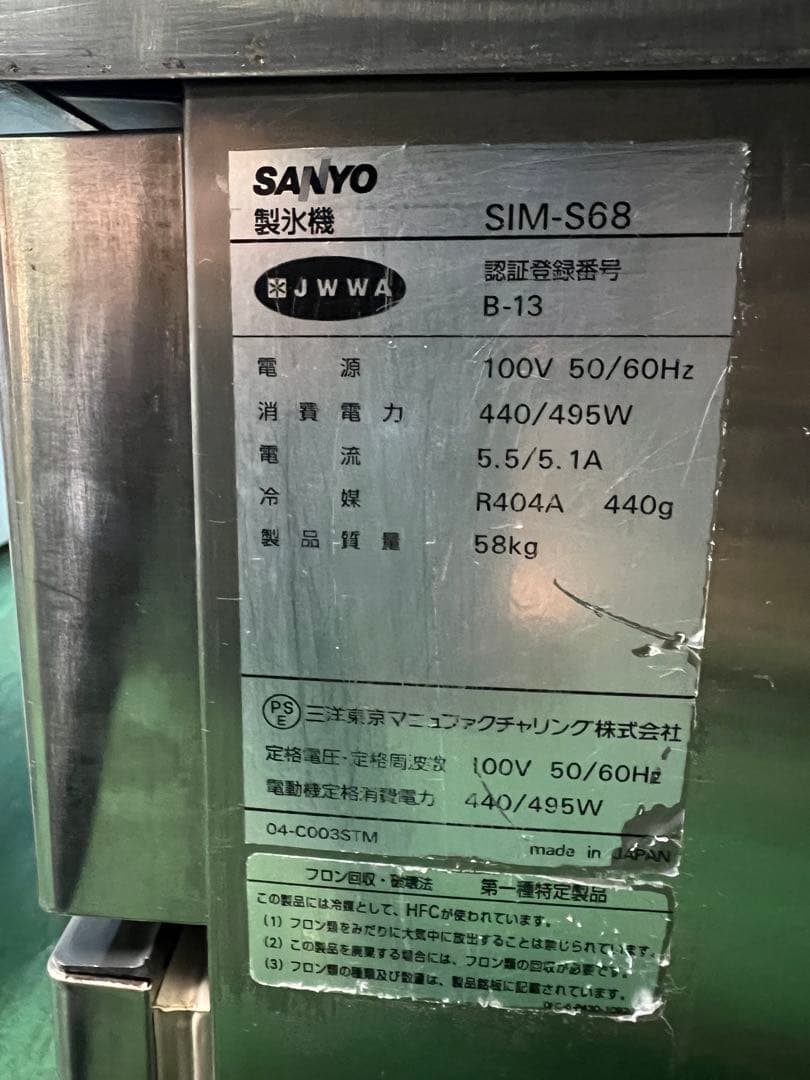 SANYO
製氷機 SIM-S68
JWWA 認証登録番号
B-13
電源 100V 50/60Hz
消費電力 440/495W
電流 5.5/5.1A
冷媒 R404A 440g
製品質量 58kg
PSE 三洋東京マニュファクチャリング株式会社
定格電圧・定格周波数 100V 50/60Hz
電動機定格消費電力 440/495W
04-C003STM made in JAPAN
フロン回収・破壊法 第一種特定製品
この製品には冷媒として、HFCが使われています。
(1) フロン類をみだりに大気中に放出することは禁じられています。
(2) この製品を廃棄する場合には、フロン類の回収が必要です。
(3) フロン類の種類及び数量は、製品銘板に記載されています。